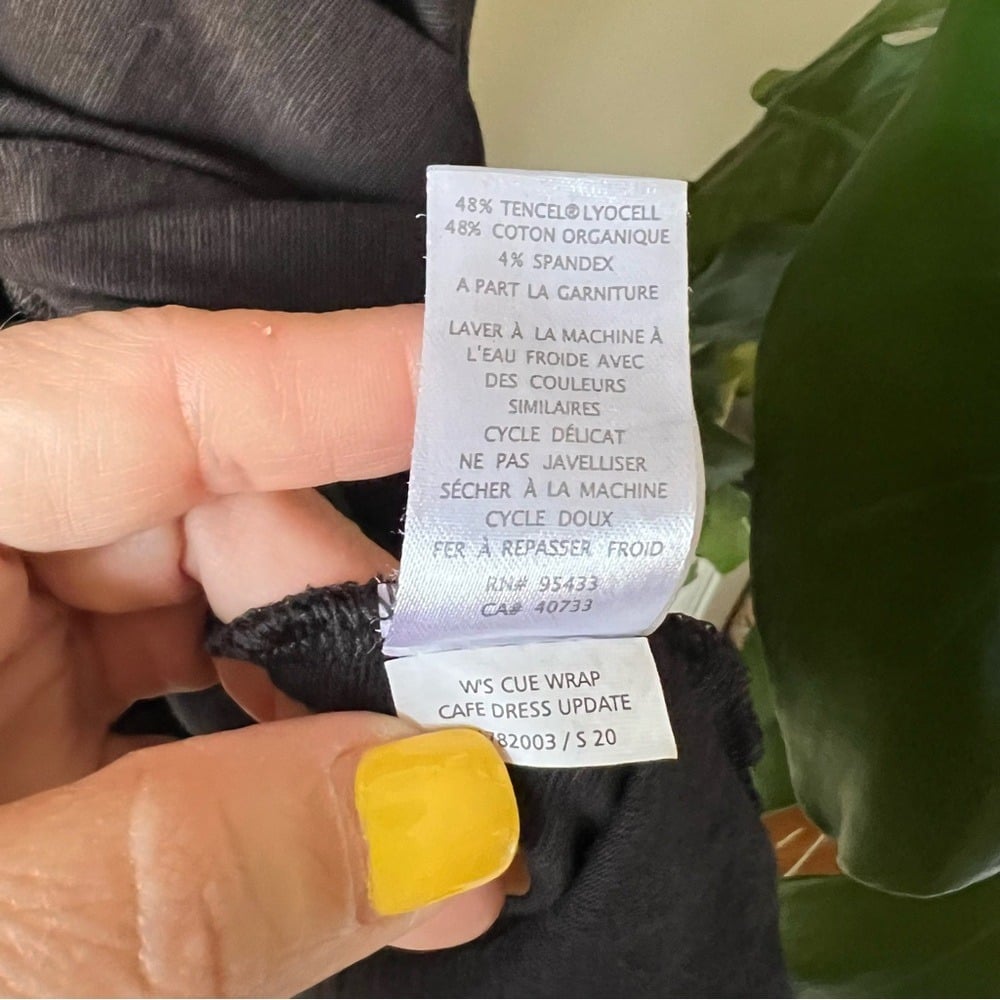 48% TENCEL®LYOCELL
48% COTON ORGANIQUE
4% SPANDEX
A PART LA GARNITURE
LAVER À LA MACHINE À
L'EAU FROIDE AVEC
DES COULEURS
SIMILAIRES
CYCLE DÉLICAT
NE PAS JAVELLISER
SÉCHER À LA MACHINE
CYCLE DOUX
FER À REPASSER FROID
RN# 95433
CA# 40733
W'S CUE WRAP
CAFE DRESS UPDATE
/ S 20